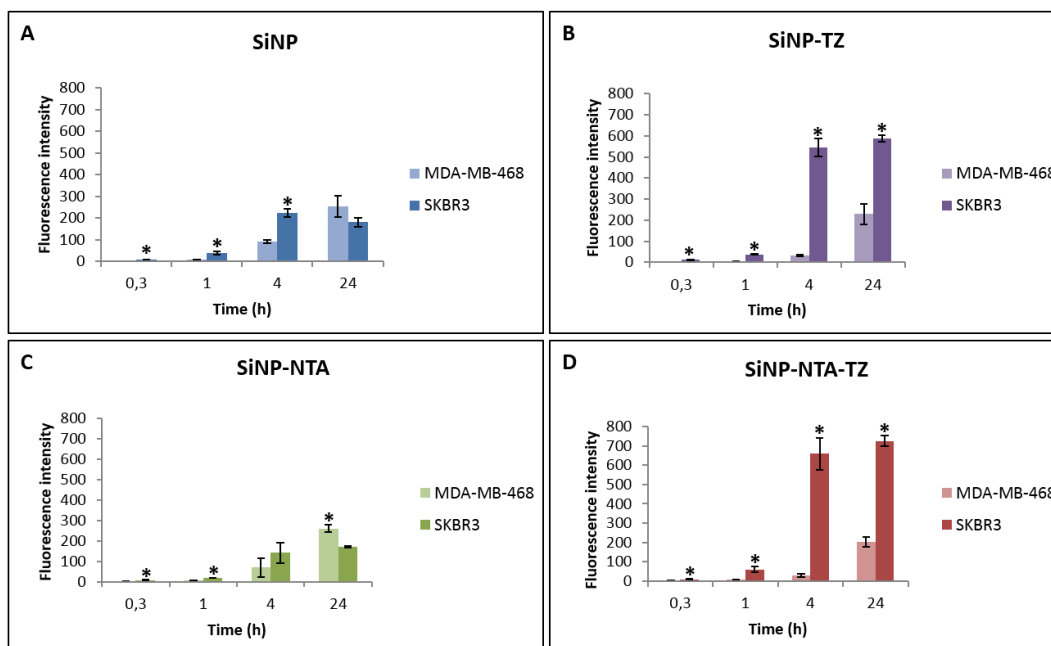 A
SiNP
Fluorescence intensity
800
700
600
500
400
300
200
100
0
*
*
*
0,3
1
4
24
Time (h)
MDA-MB-468
SKBR3
B
SiNP-TZ
Fluorescence intensity
800
700
600
500
400
300
200
100
0
*
*
*
*
0,3
1
4
24
Time (h)
MDA-MB-468
SKBR3
C
SiNP-NTA
Fluorescence intensity
800
700
600
500
400
300
200
100
0
*
*
*
0,3
1
4
24
Time (h)
MDA-MB-468
SKBR3
D
SiNP-NTA-TZ
Fluorescence intensity
800
700
600
500
400
300
200
100
0
*
*
*
*
0,3
1
4
24
Time (h)
MDA-MB-468
SKBR3